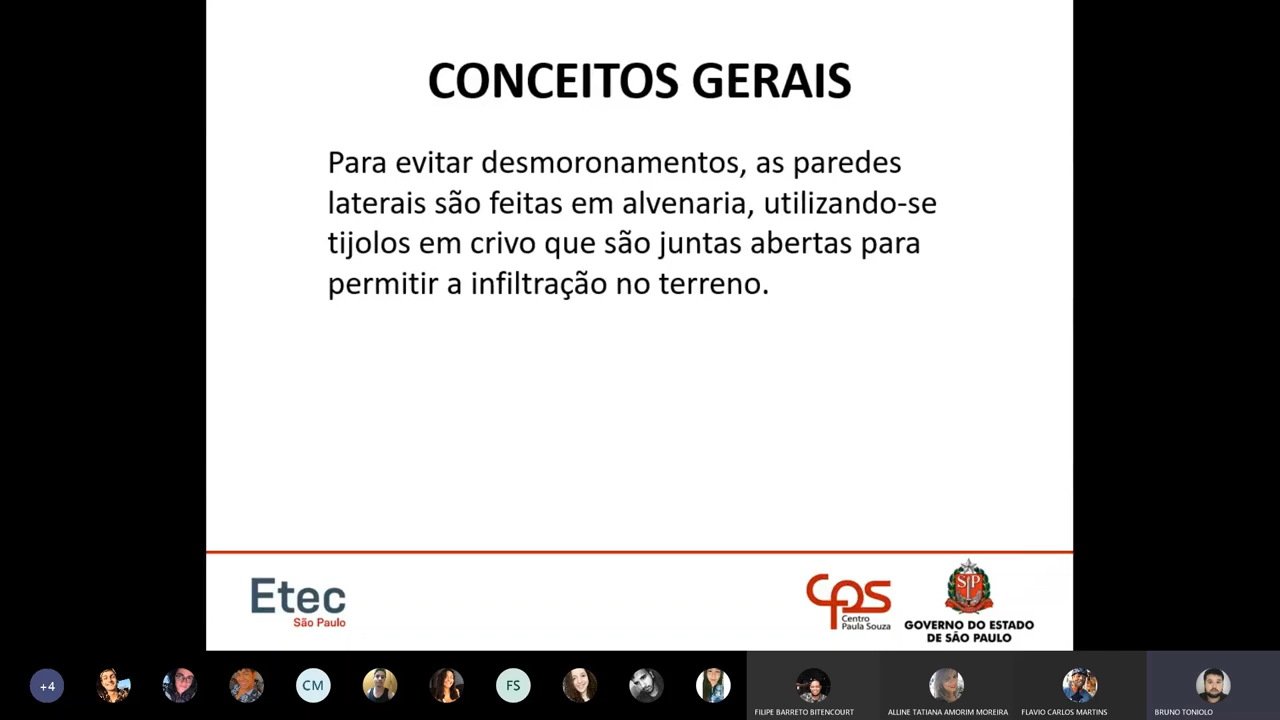 CONCEITOS GERAIS
Para evitar desmoronamentos, as paredes
laterais são feitas em alvenaria, utilizando-se
tijolos em crivo que são juntas abertas para
permitir a infiltração no terreno.
Etec
São Paulo
CPS
Centro
Paula Souza
SP
GOVERNO DO ESTADO
DE SÃO PAULO
+4
CM
FS
FILIPE BARRETO BITENCOURT
ALLINE TATIANA AMORIM MOREIRA
FLAVIO CARLOS MARTINS
BRUNO TONIOLO